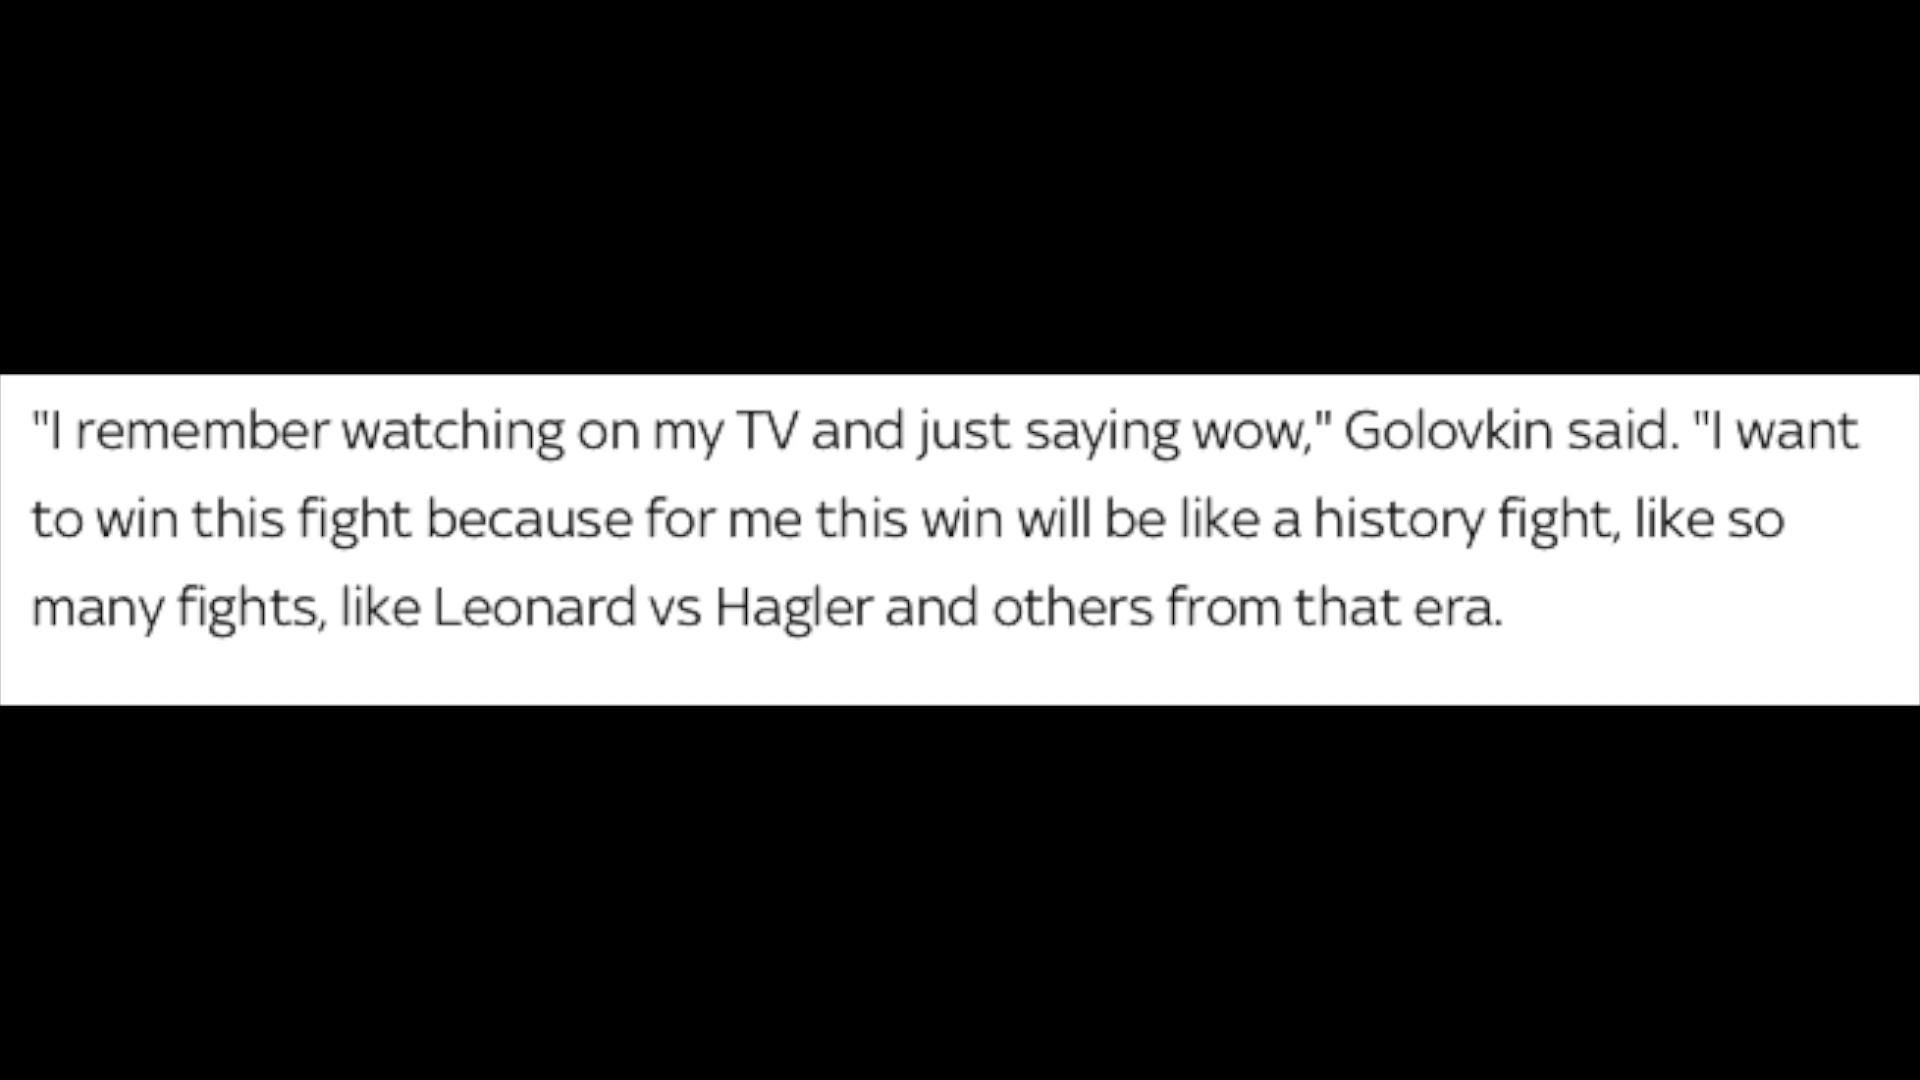 "I remember watching on my TV and just saying wow," Golovkin said. "I want
to win this fight because for me this win will be like a history fight, like so
many fights, like Leonard vs Hagler and others from that era.